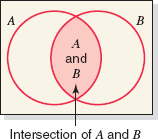 A B
A
and
B
Intersection of A and B